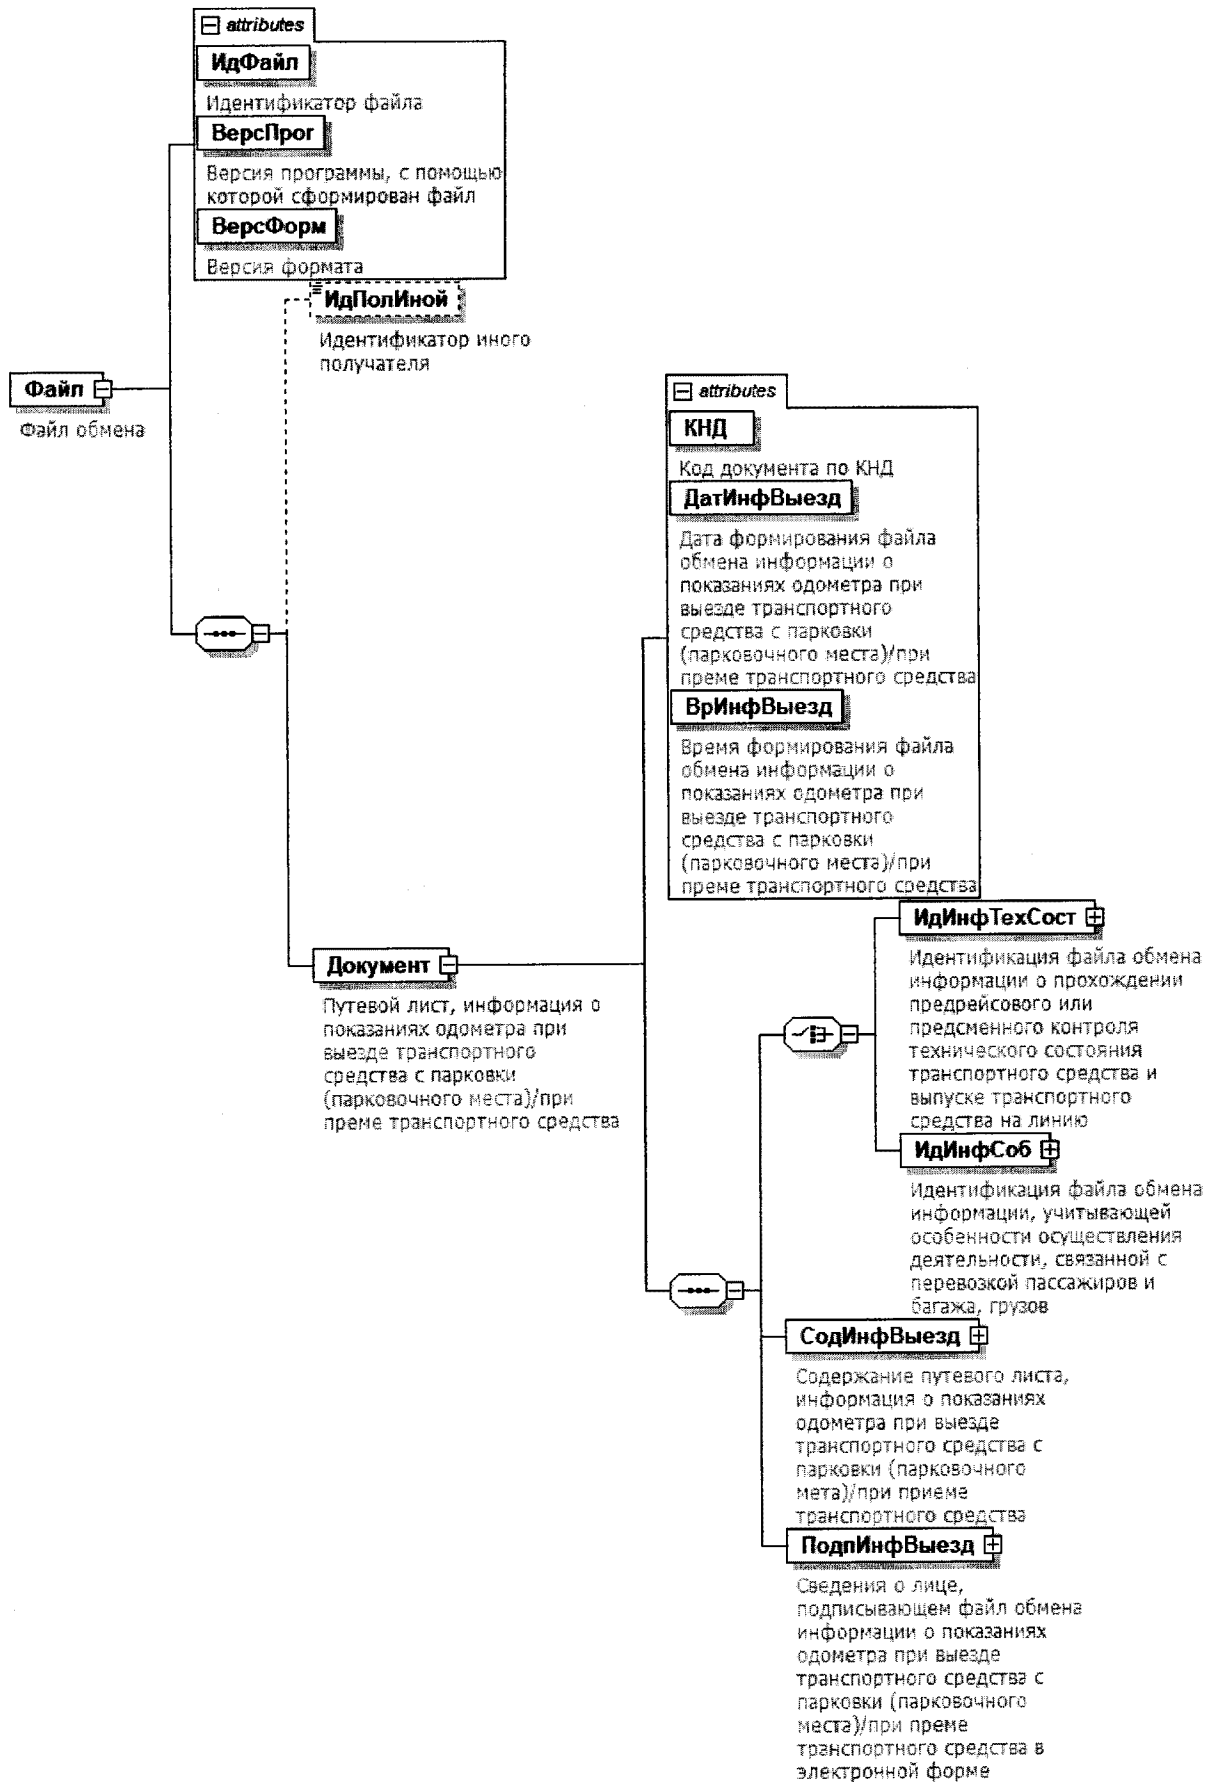 attributes
ИдФайл
Идентификатор файла
ВерсПрог
Версия программы, с помощью
которой сформирован файл
ВерсФорм
Версия формата
ИдПолИной
Идентификатор иного
получателя
Файл
Файл обмена
attributes
КНД
Код документа по КНД
ДатИнфВыезд
Дата формирования файла
обмена информации о
показаниях одометра при
выезде транспортного
средства с парковки
(парковочного места)/при
преме транспортного средства
ВрИнфВыезд
Время формирования файла
обмена информации о
показаниях одометра при
выезде транспортного
средства с парковки
(парковочного места)/при
преме транспортного средства
Документ
Путевой лист, информация о
показаниях одометра при
выезде транспортного
средства с парковки
(парковочного места)/при
преме транспортного средства
ИдИнфТехСост
Идентификация файла обмена
информации о прохождении
предрейсового или
предсменного контроля
технического состояния
транспортного средства и
выпуске транспортного
средства на линию
ИдИнфСоб
Идентификация файла обмена
информации, учитывающей
особенности осуществления
деятельности, связанной с
перевозкой пассажиров и
багажа, грузов
СодИнфВыезд
Содержание путевого листа,
информация о показаниях
одометра при выезде
транспортного средства с
парковки (парковочного
мета)/при приеме
транспортного средства
ПодпИнфВыезд
Сведения о лице,
подписывающем файл обмена
информации о показаниях
одометра при выезде
транспортного средства с
парковки (парковочного
места)/при преме
транспортного средства в
электронной форме